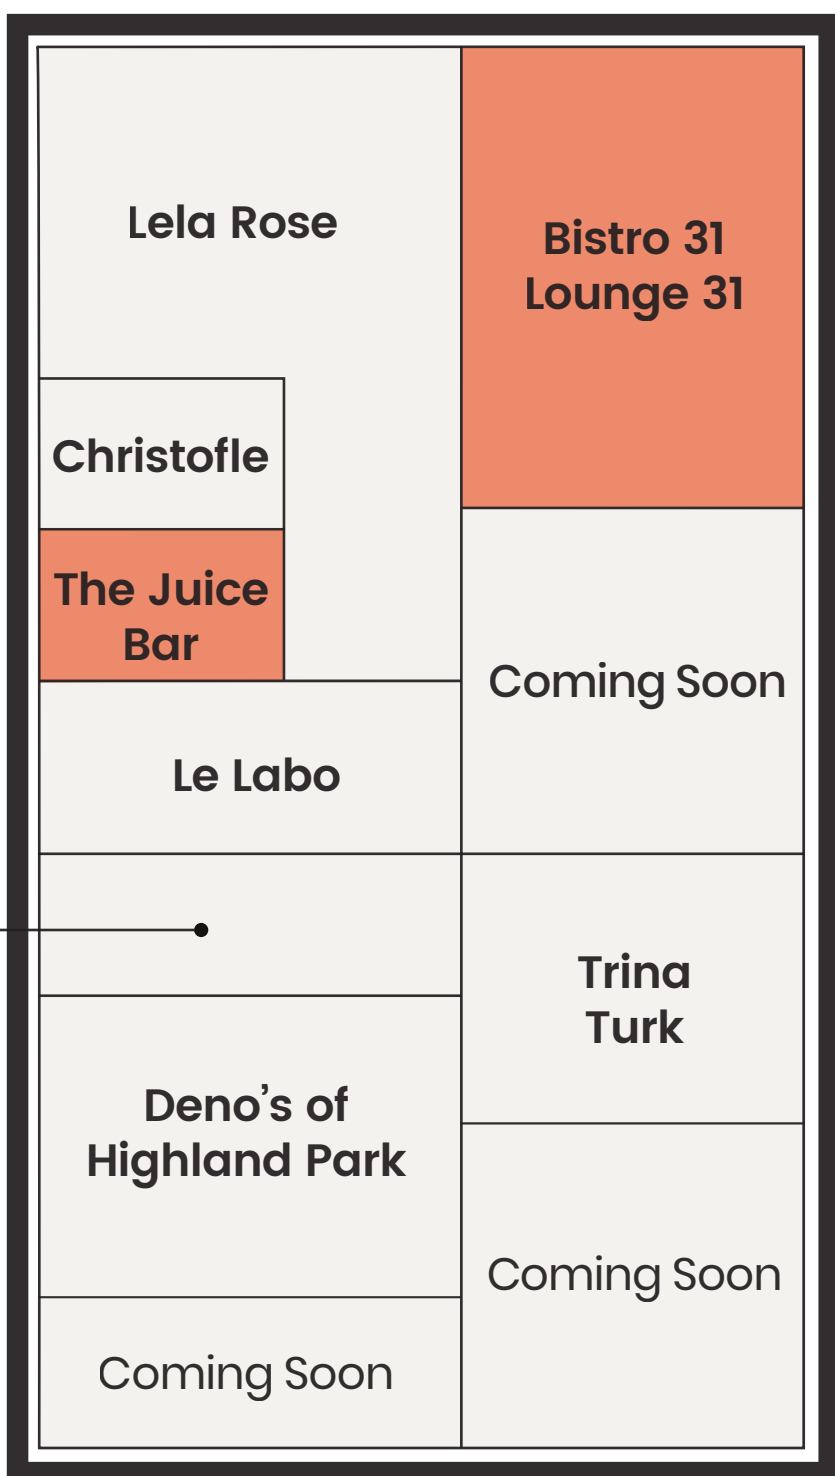 Lela Rose
Bistro 31
Lounge 31
Christofle
The Juice
Bar
Coming Soon
Le Labo
Trina
Turk
Deno’s of
Highland Park
Coming Soon
Coming Soon